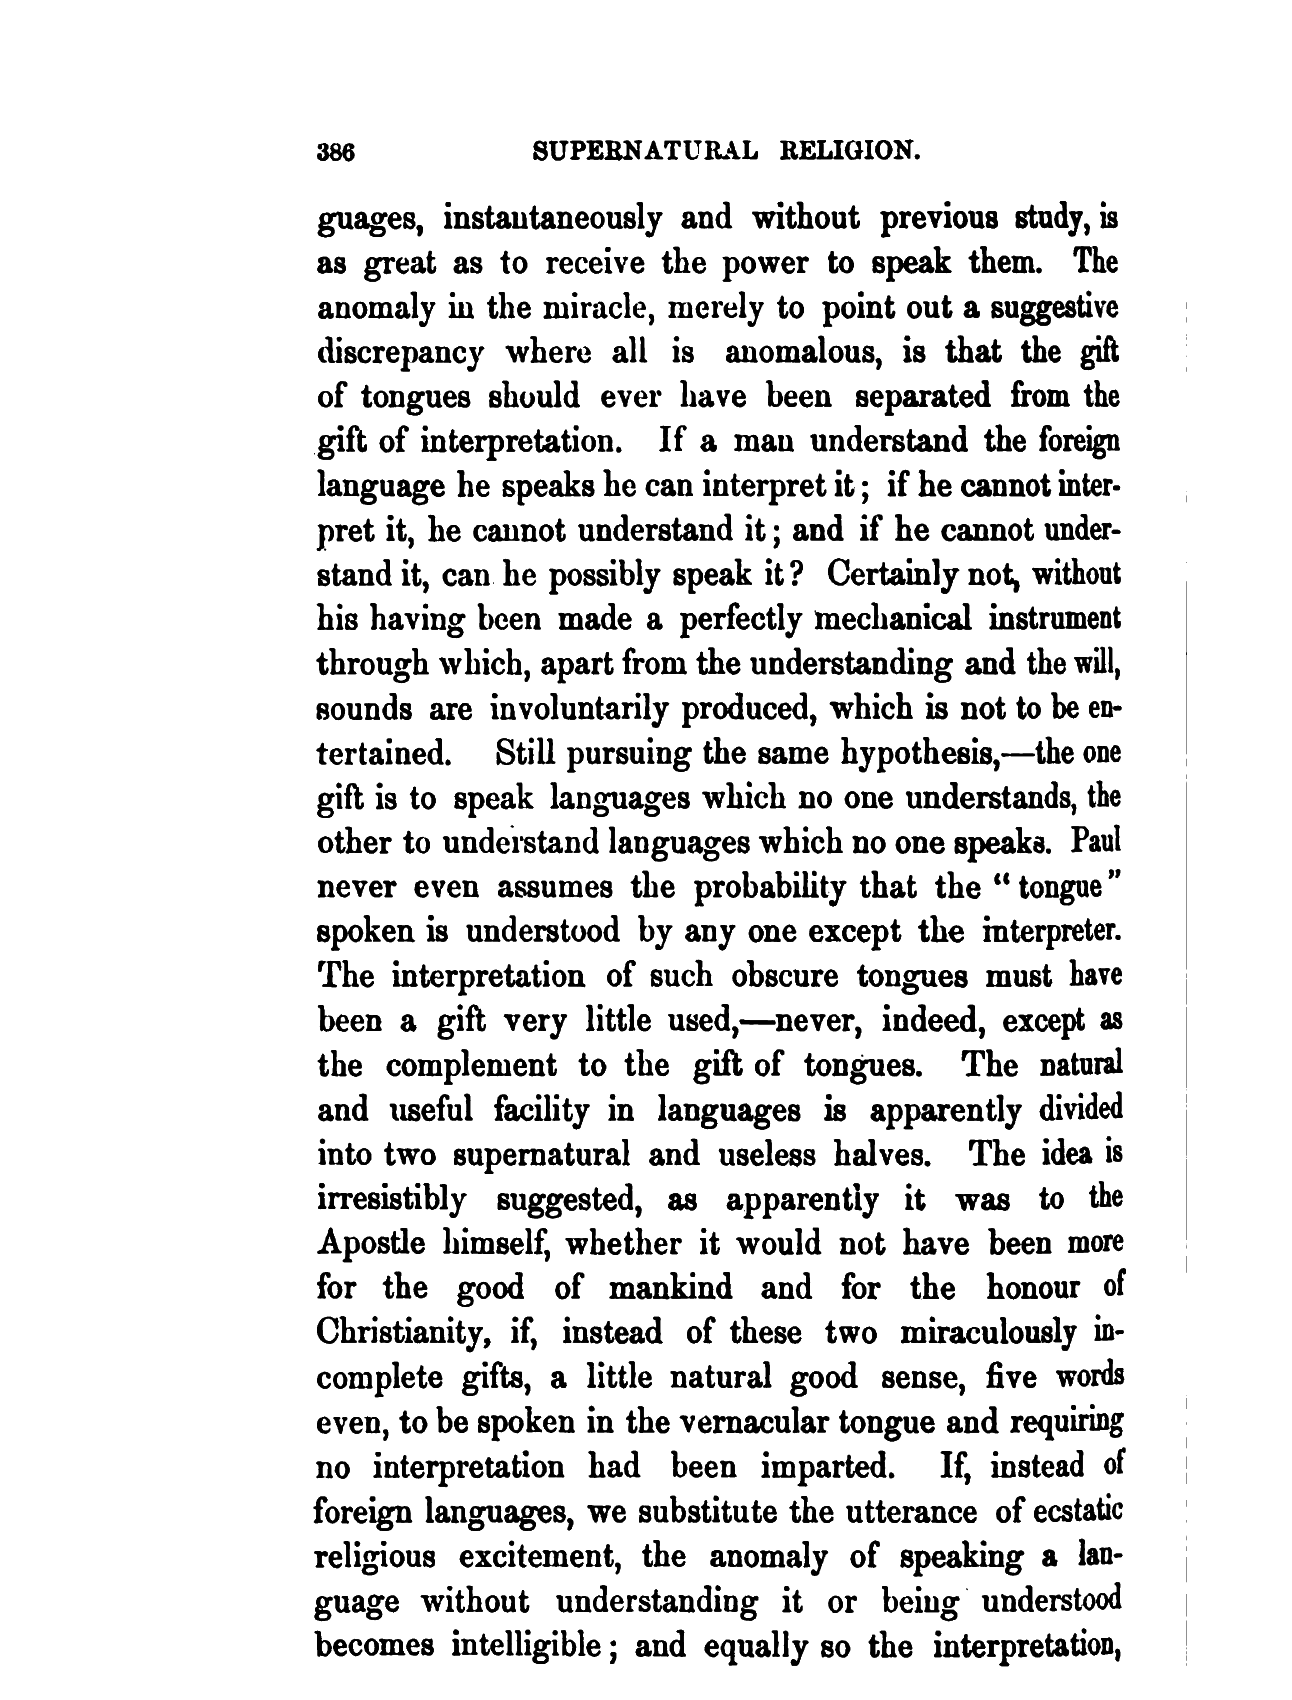 386 SUPERNATURAL RELIGION.
guages, instantaneously and without previous study, is
as great as to receive the power to speak them. The
anomaly in the miracle, merely to point out a suggestive
discrepancy where all is anomalous, is that the gift
of tongues should ever have been separated from the
gift of interpretation. If a man understand the foreign
language he speaks he can interpret it; if he cannot inter-
pret it, he cannot understand it; and if he cannot under-
stand it, can he possibly speak it? Certainly not, without
his having been made a perfectly mechanical instrument
through which, apart from the understanding and the will,
sounds are involuntarily produced, which is not to be en-
tertained. Still pursuing the same hypothesis,—the one
gift is to speak languages which no one understands, the
other to understand languages which no one speaks. Paul
never even assumes the probability that the “tongue”
spoken is understood by any one except the interpreter.
The interpretation of such obscure tongues must have
been a gift very little used,—never, indeed, except as
the complement to the gift of tongues. The natural
and useful facility in languages is apparently divided
into two supernatural and useless halves. The idea is
irresistibly suggested, as apparently it was to the
Apostle himself, whether it would not have been more
for the good of mankind and for the honour of
Christianity, if, instead of these two miraculously in-
complete gifts, a little natural good sense, five words
even, to be spoken in the vernacular tongue and requiring
no interpretation had been imparted. If, instead of
foreign languages, we substitute the utterance of ecstatic
religious excitement, the anomaly of speaking a lan-
guage without understanding it or being understood
becomes intelligible; and equally so the interpretation,